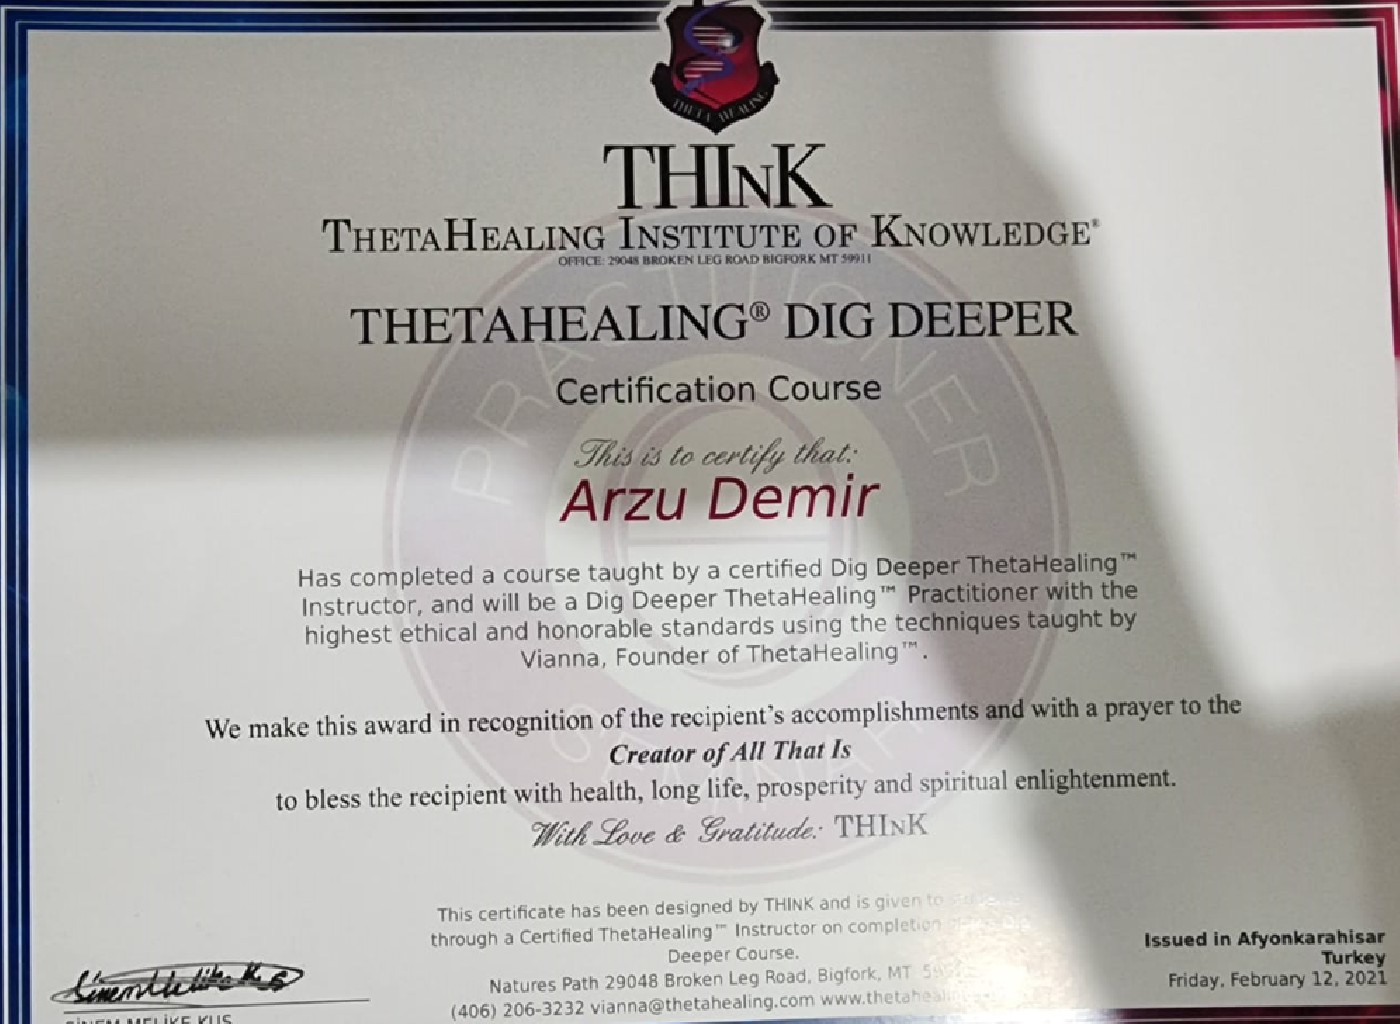 THETA HEALING
THINK
THETAHEALING INSTITUTE OF KNOWLEDGE®
OFFICE: 29048 BROKEN LEG ROAD BIGFORK MT 59911
THETAHEALING® DIG DEEPER
Certification Course
This is to certify that:
Arzu Demir
PRACTITIONER
Has completed a course taught by a certified Dig Deeper ThetaHealing™
Instructor, and will be a Dig Deeper ThetaHealing™ Practitioner with the
highest ethical and honorable standards using the techniques taught by
Vianna, Founder of ThetaHealing™.
We make this award in recognition of the recipient's accomplishments and with a prayer to the
Creator of All That Is
to bless the recipient with health, long life, prosperity and spiritual enlightenment.
With Love & Gratitude: THINK
This certificate has been designed by THINK and is given to
through a Certified ThetaHealing™ Instructor on completion Dig
Deeper Course.
Natures Path 29048 Broken Leg Road, Bigfork, MT
(406) 206-3232 vianna@thetahealing.com
Issued in Afyonkarahisar
Turkey
Friday, February 12, 2021
SİNEM MELİKE KUS